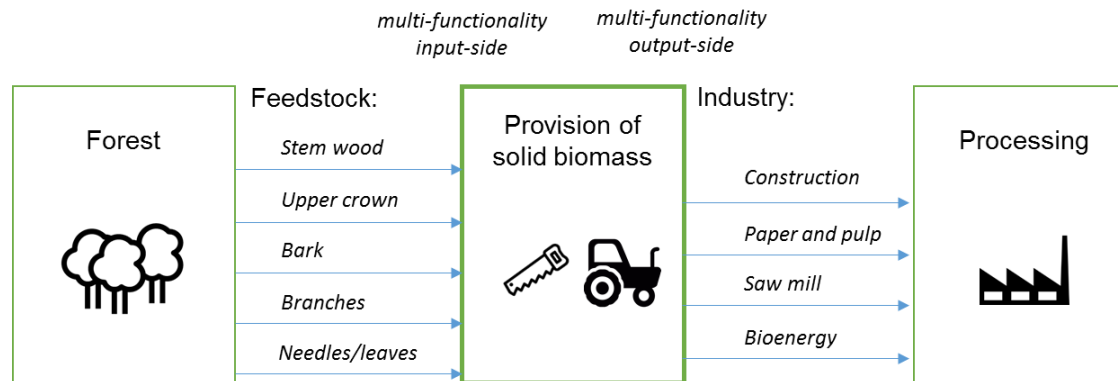 multi-functionality
input-side
multi-functionality
output-side
Forest
Feedstock:
Stem wood
Upper crown
Bark
Branches
Needles/leaves
Provision of
solid biomass
Industry:
Construction
Paper and pulp
Saw mill
Bioenergy
Processing